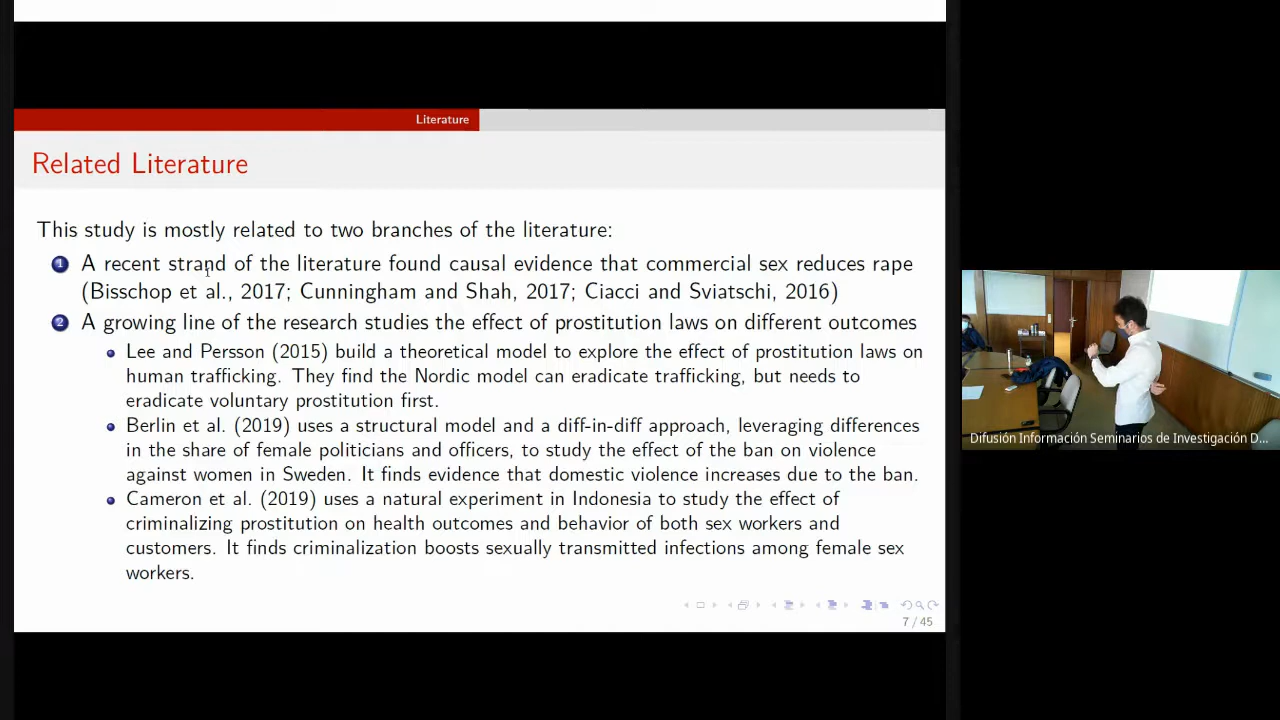 Literature
Related Literature
This study is mostly related to two branches of the literature:
1 A recent strand of the literature found causal evidence that commercial sex reduces rape
(Bisschop et al., 2017; Cunningham and Shah, 2017; Ciacci and Sviatschi, 2016)
2 A growing line of the research studies the effect of prostitution laws on different outcomes
Lee and Persson (2015) build a theoretical model to explore the effect of prostitution laws on
human trafficking. They find the Nordic model can eradicate trafficking, but needs to
eradicate voluntary prostitution first.
Berlin et al. (2019) uses a structural model and a diff-in-diff approach, leveraging differences
in the share of female politicians and officers, to study the effect of the ban on violence
against women in Sweden. It finds evidence that domestic violence increases due to the ban.
Cameron et al. (2019) uses a natural experiment in Indonesia to study the effect of
criminalizing prostitution on health outcomes and behavior of both sex workers and
customers. It finds criminalization boosts sexually transmitted infections among female sex
workers.
7 / 45
Difusión Información Seminarios de Investigación D...